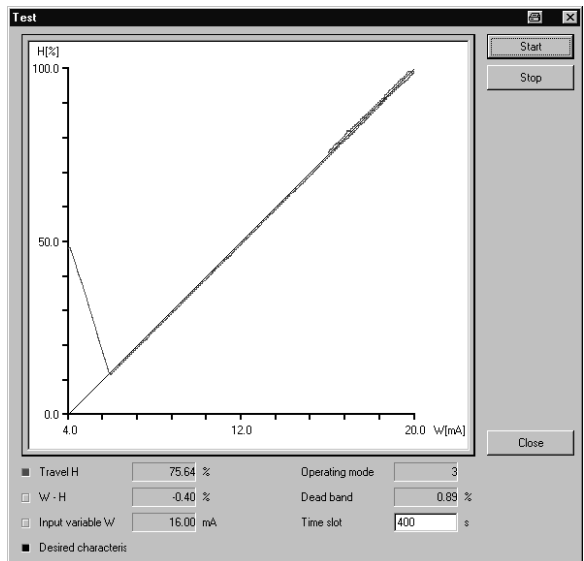 Test
Start
Stop
H[%]
100.0
50.0
0.0
4.0 12.0 20.0 W[mA]
Close
Travel H 75.64 % Operating mode 3
W - H -0.40 % Dead band 0.89 %
Input variable W 16.00 mA Time slot 400 s
Desired characteris